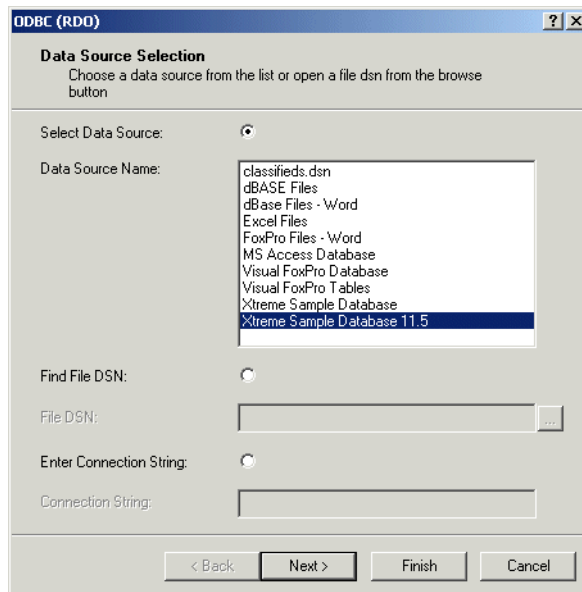 ODBC (RDO)
Data Source Selection
Choose a data source from the list or open a file dsn from the browse
button
Select Data Source:
Data Source Name:
classifieds.dsn
dBASE Files
dBase Files - Word
Excel Files
FoxPro Files - Word
MS Access Database
Visual FoxPro Database
Visual FoxPro Tables
Xtreme Sample Database
Xtreme Sample Database 11.5
Find File DSN:
File DSN:
...
Enter Connection String:
Connection String:
< Back Next > Finish Cancel